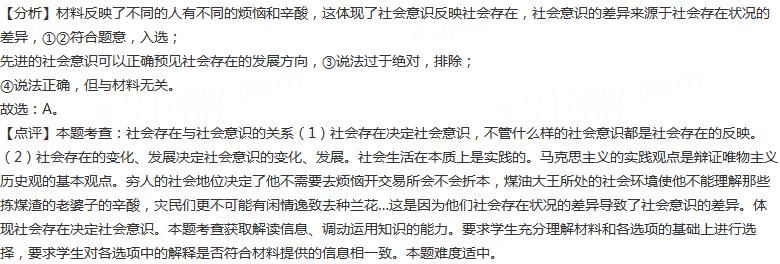 【分析】材料反映了不同的人有不同的烦恼和辛酸，这体现了社会意识反映社会存在，社会意识的差异来源于社会存在状况的
差异，①②符合题意，入选；
先进的社会意识可以正确预见社会存在的发展方向，③说法过于绝对，排除；
④说法正确，但与材料无关。
故选：A。
【点评】本题考查：社会存在与社会意识的关系（1）社会存在决定社会意识，不管什么样的社会意识都是社会存在的反映。
（2）社会存在的变化、发展决定社会意识的变化、发展。社会生活在本质上是实践的。马克思主义的实践观点是辩证唯物主义
历史观的基本观点。穷人的社会地位决定了他不需要去烦恼开交易所会不会折本，煤油大王所处的社会环境使他不能理解那些
拣煤渣的老婆子的辛酸，灾民们更不可能有闲情逸致去种兰花…这是因为他们社会存在状况的差异导致了社会意识的差异。体
现社会存在决定社会意识。本题考查获取解读信息、调动运用知识的能力。要求学生充分理解材料和各选项的基础上进行选
择，要求学生对各选项中的解释是否符合材料提供的信息相一致。本题难度适中。